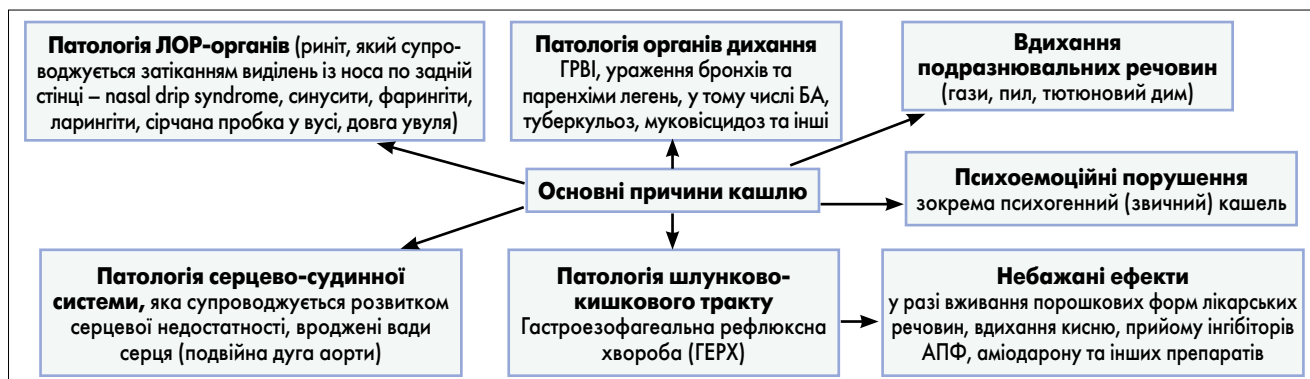 Патологія ЛОР-органів (риніт, який супро-
воджується затіканням виділень із носа по задній
стінці – nasal drip syndrome, синусити, фарингіти,
ларингіти, сірчана пробка у вусі, довга увуля)
Патологія органів дихання
ГРВІ, ураження бронхів та
паренхіми легень, у тому числі БА,
туберкульоз, муковісцидоз та інші
Вдихання
подразнювальних речовин
(гази, пил, тютюновий дим)
Основні причини кашлю
Психоемоційні порушення
зокрема психогенний (звичний) кашель
Патологія серцево-судинної
системи, яка супроводжується розвитком
серцевої недостатності, вроджені вади
серця (подвійна дуга аорти)
Патологія шлунково-
кишкового тракту
Гастроезофагеальна рефлюксна
хвороба (ГЕРХ)
Небажані ефекти
у разі вживання порошкових форм лікарських
речовин, вдихання кисню, прийому інгібіторів
АПФ, аміодарону та інших препаратів